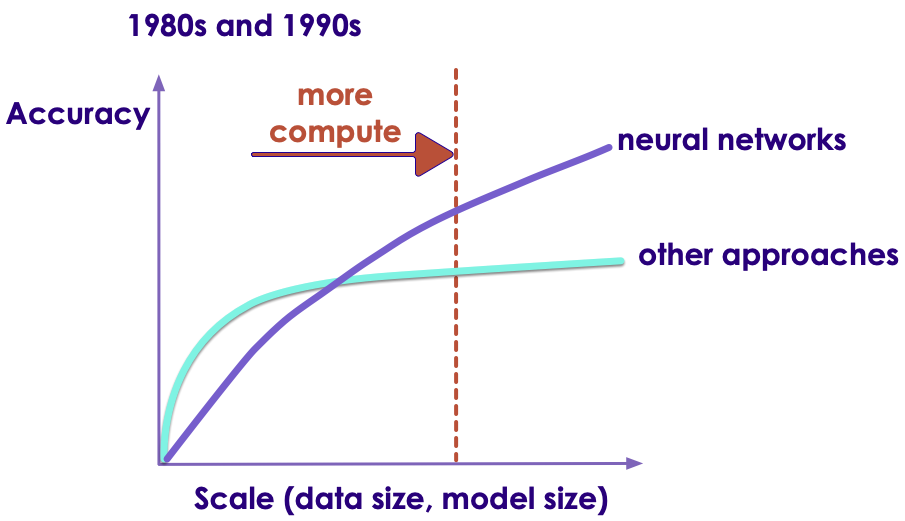 1980s and 1990s
more
compute
Accuracy
neural networks
other approaches
Scale (data size, model size)